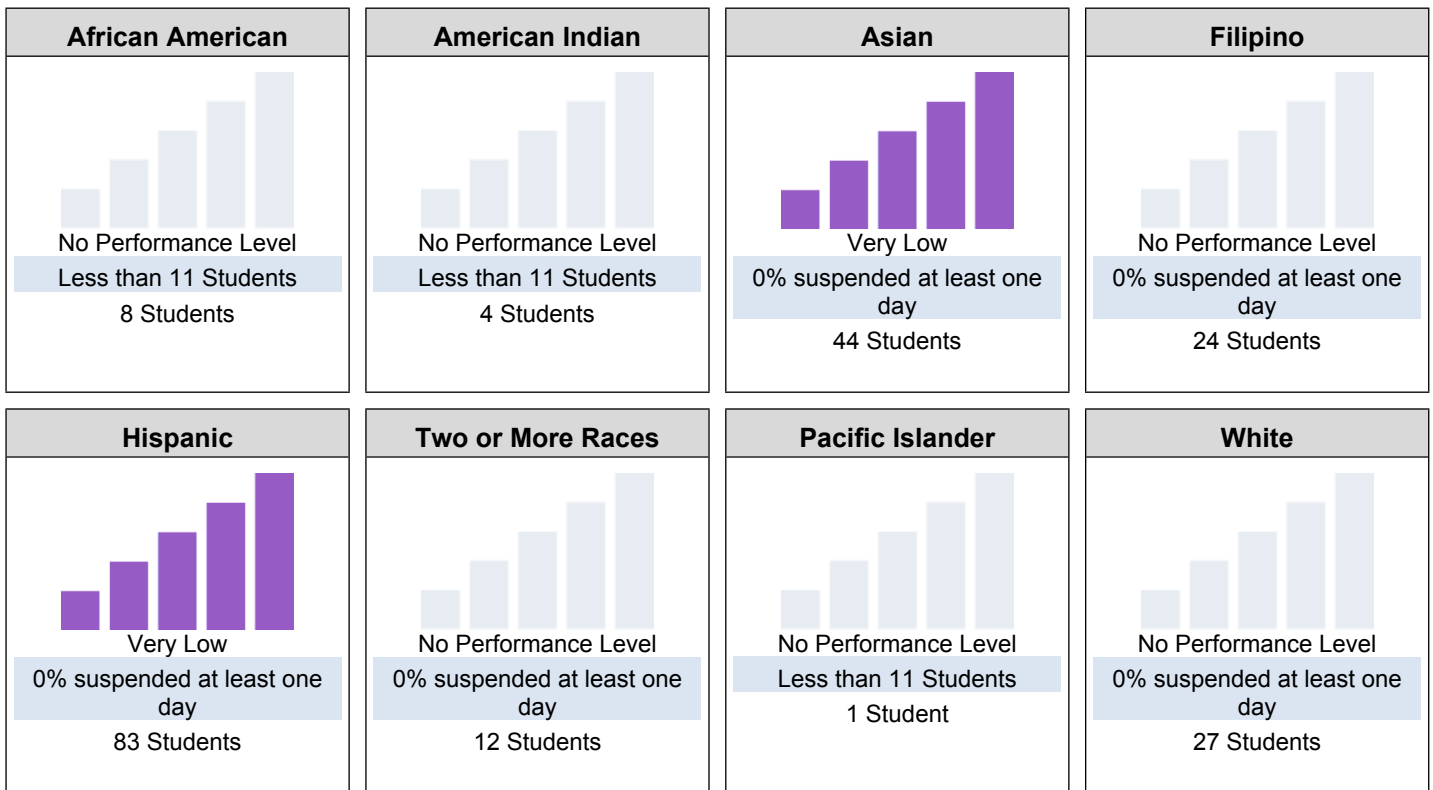 African American
No Performance Level
Less than 11 Students
8 Students
American Indian
No Performance Level
Less than 11 Students
4 Students
Asian
Very Low
0% suspended at least one
day
44 Students
Filipino
No Performance Level
0% suspended at least one
day
24 Students
Hispanic
Very Low
0% suspended at least one
day
83 Students
Two or More Races
No Performance Level
0% suspended at least one
day
12 Students
Pacific Islander
No Performance Level
Less than 11 Students
1 Student
White
No Performance Level
0% suspended at least one
day
27 Students